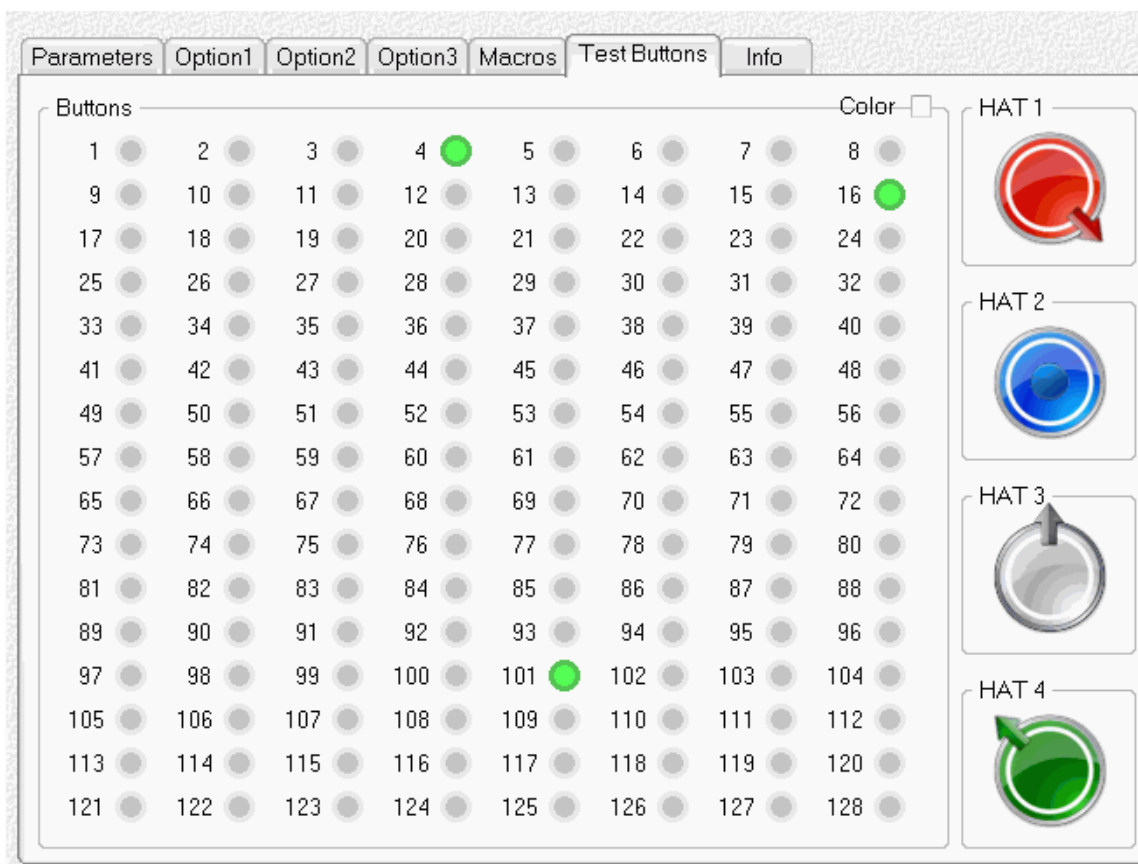 Parameters Option1 Option2 Option3 Macros Test Buttons Info
Buttons Color HAT 1
1 2 3 4 5 6 7 8
9 10 11 12 13 14 15 16
17 18 19 20 21 22 23 24
25 26 27 28 29 30 31 32
HAT 2
33 34 35 36 37 38 39 40
41 42 43 44 45 46 47 48
49 50 51 52 53 54 55 56
57 58 59 60 61 62 63 64
65 66 67 68 69 70 71 72
HAT 3
73 74 75 76 77 78 79 80
81 82 83 84 85 86 87 88
89 90 91 92 93 94 95 96
97 98 99 100 101 102 103 104
HAT 4
105 106 107 108 109 110 111 112
113 114 115 116 117 118 119 120
121 122 123 124 125 126 127 128